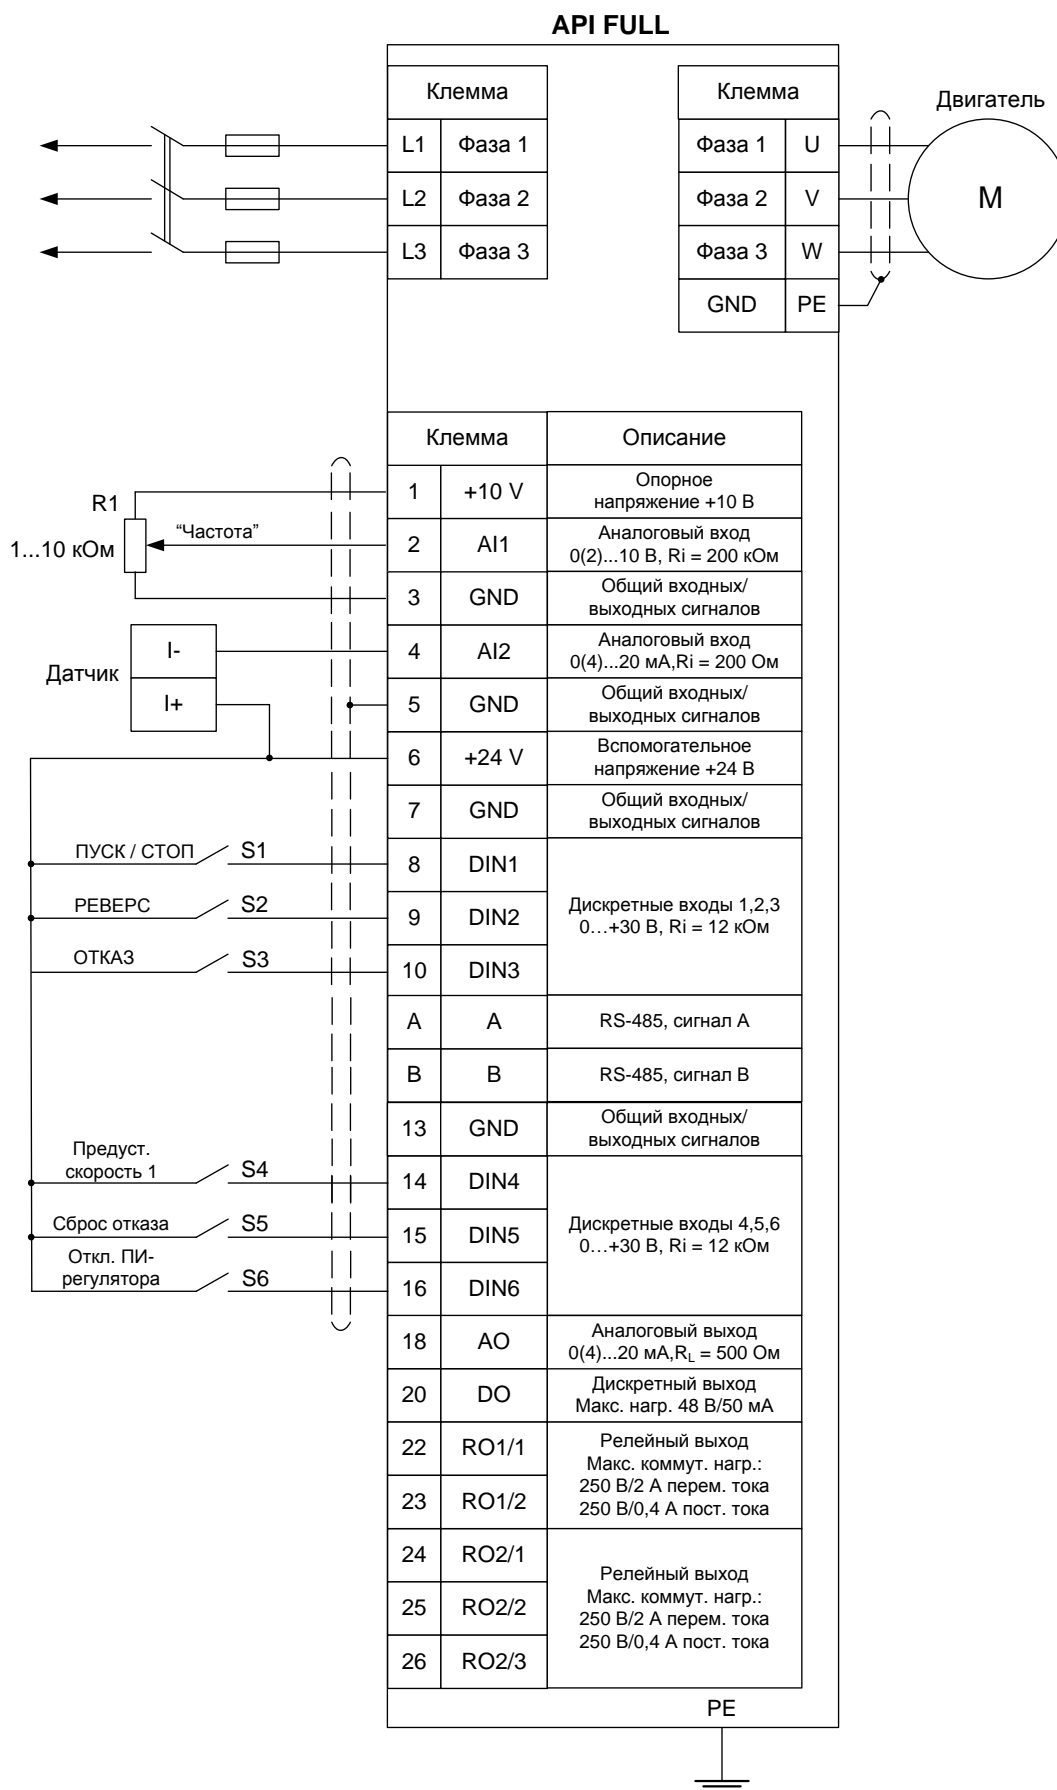 API FULL
Клемма
L1 Фаза 1
L2 Фаза 2
L3 Фаза 3
Клемма
Фаза 1 U
Фаза 2 V
Фаза 3 W
GND PE
Двигатель
M
Клемма Описание
R1
1...10 кОм
“Частота”
1 +10 V Опорное
напряжение +10 В
2 AI1 Аналоговый вход
0(2)...10 В, Ri = 200 кОм
3 GND Общий входных/
выходных сигналов
Датчик
I-
I+
4 AI2 Аналоговый вход
0(4)...20 мА,Ri = 200 Ом
5 GND Общий входных/
выходных сигналов
6 +24 V Вспомогательное
напряжение +24 В
7 GND Общий входных/
выходных сигналов
ПУСК / СТОП S1
8 DIN1
РЕВЕРС S2
9 DIN2
Дискретные входы 1,2,3
0…+30 В, Ri = 12 кОм
ОТКАЗ S3
10 DIN3
A A RS-485, сигнал A
B B RS-485, сигнал B
13 GND Общий входных/
выходных сигналов
Предуст.
скорость 1 S4
14 DIN4
Сброс отказа S5
15 DIN5
Дискретные входы 4,5,6
0…+30 В, Ri = 12 кОм
Откл. ПИ-
регулятора S6
16 DIN6
18 AO Аналоговый выход
0(4)...20 мА,RL = 500 Ом
20 DO Дискретный выход
Макс. нагр. 48 В/50 мА
22 RO1/1
23 RO1/2
Релейный выход
Макс. коммут. нагр.:
250 В/2 А перем. тока
250 В/0,4 А пост. тока
24 RO2/1
25 RO2/2
26 RO2/3
Релейный выход
Макс. коммут. нагр.:
250 В/2 А перем. тока
250 В/0,4 А пост. тока
PE